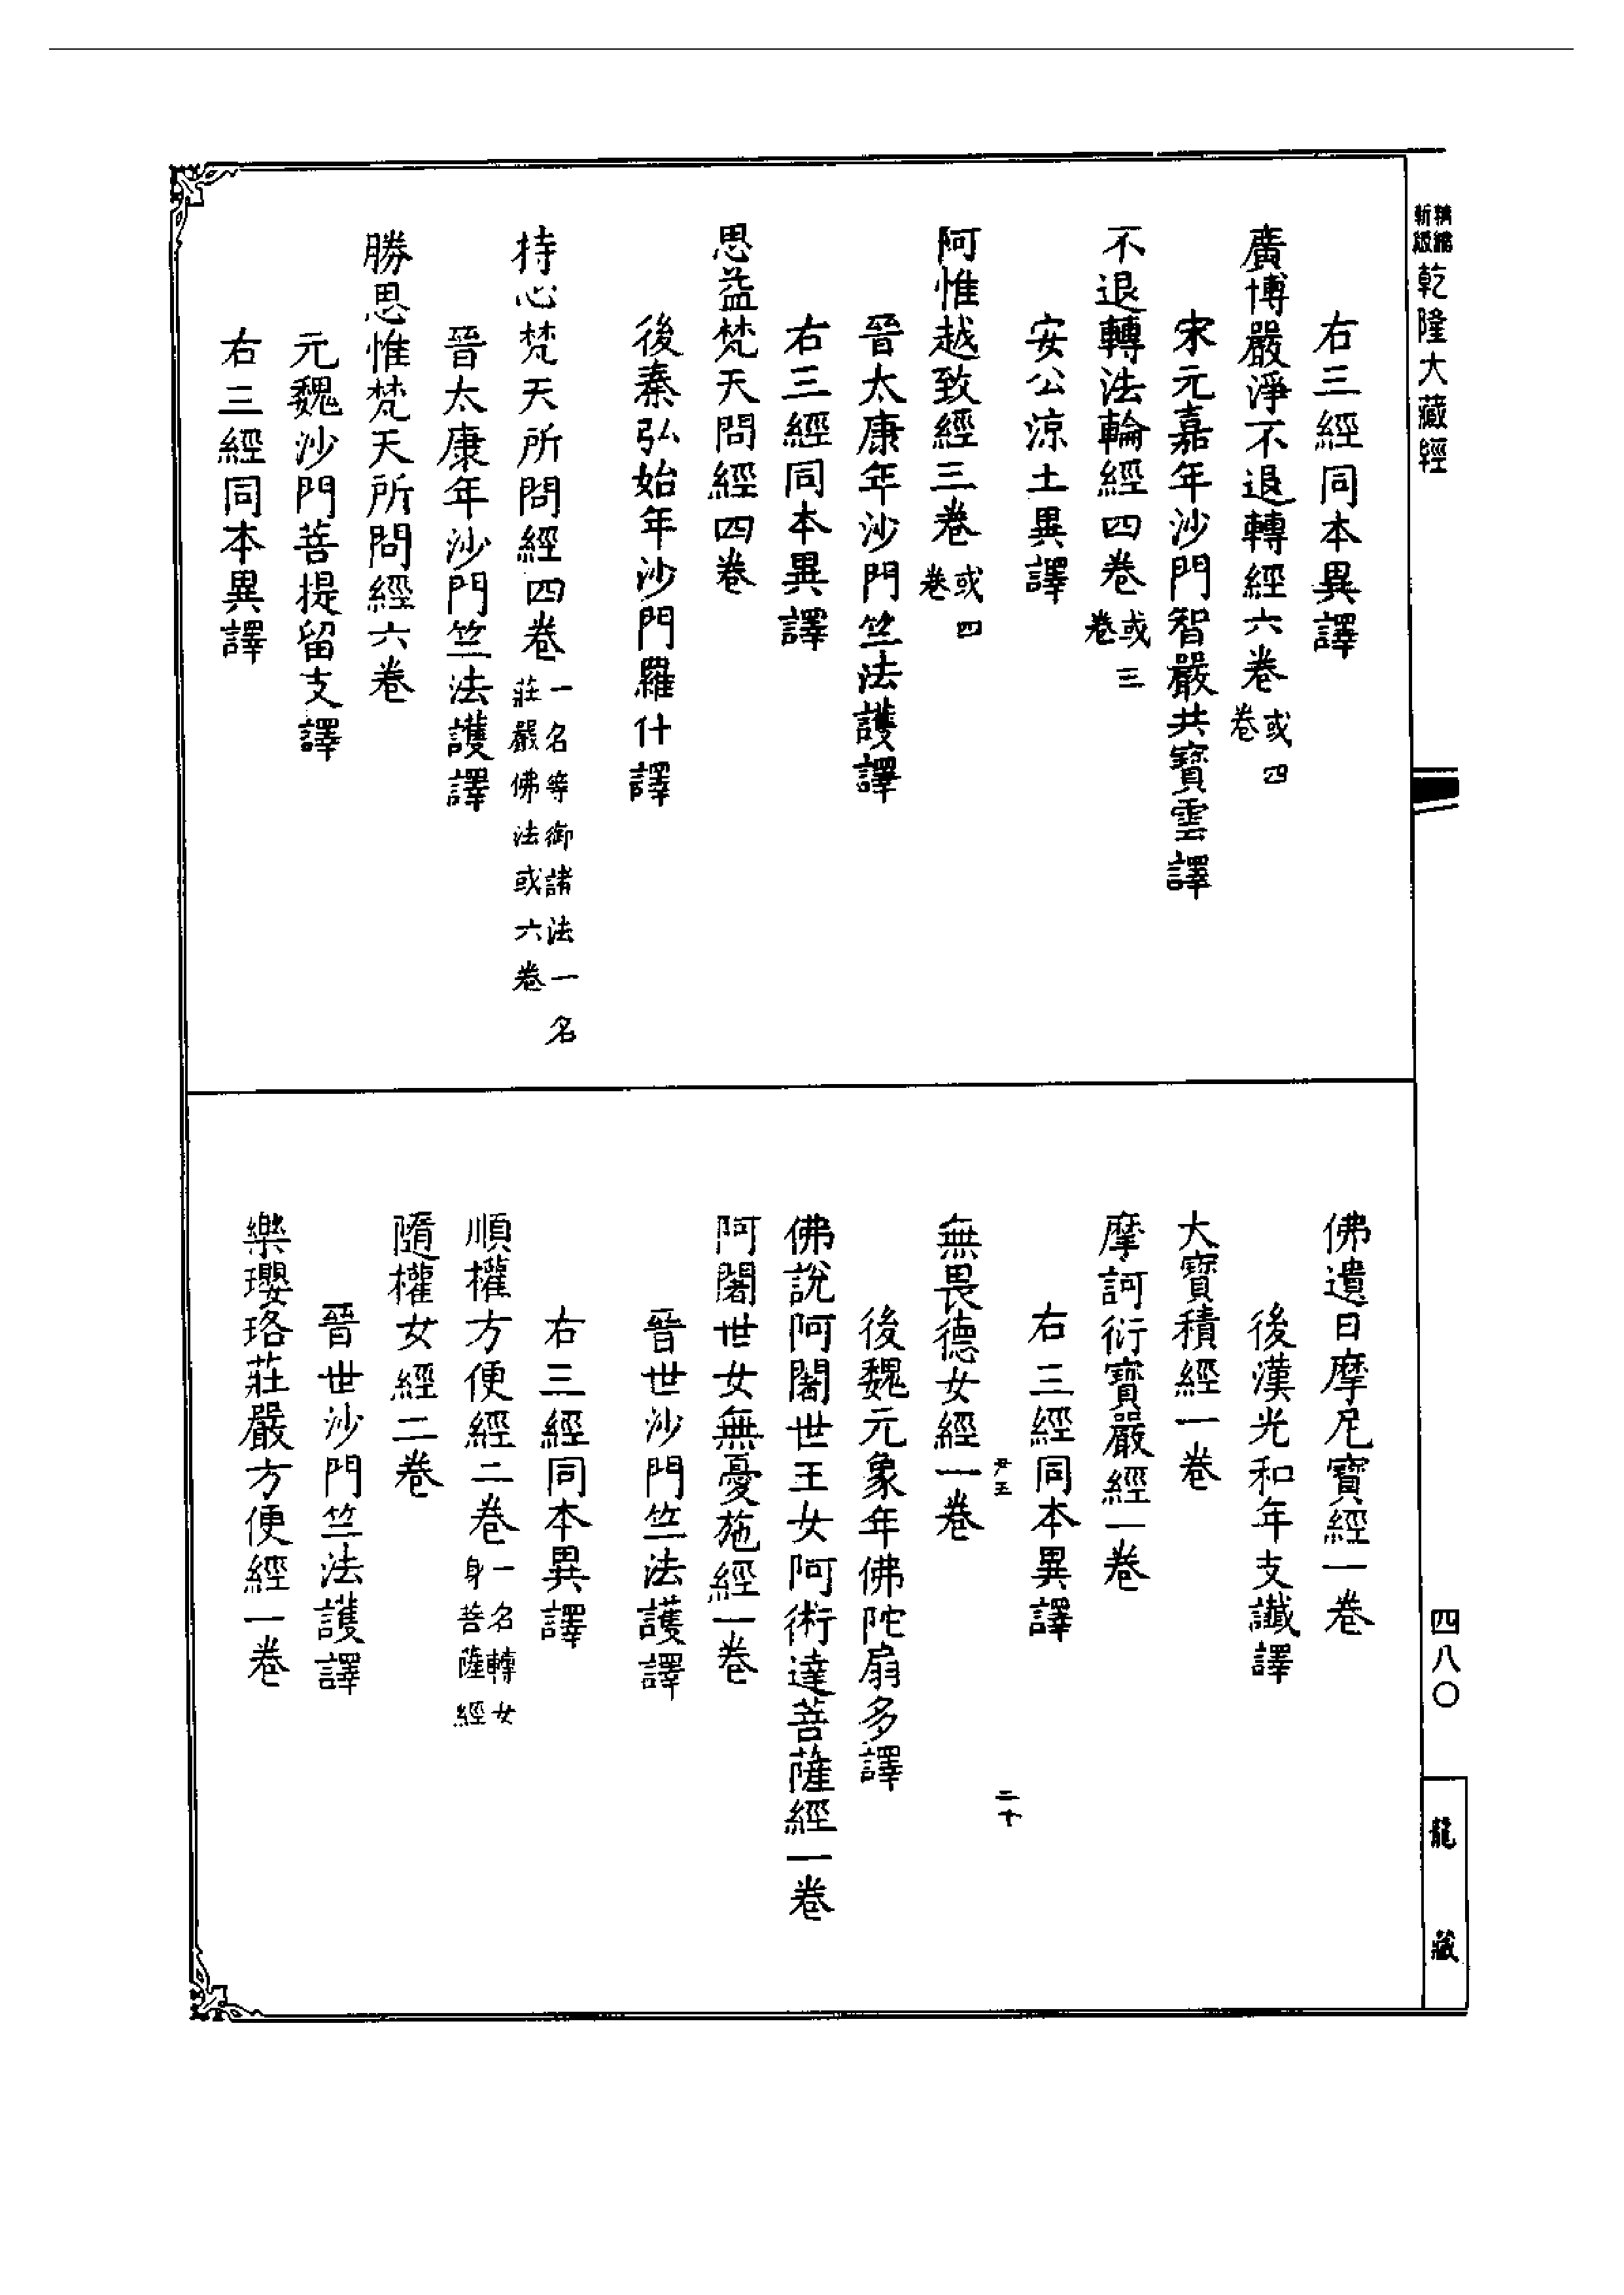 精縮
新級
乾隆大藏經
右三經同本異譯
廣博嚴淨不退轉經六卷或四卷
宋元嘉年沙門智嚴共寶雲譯
不退轉法輪經四卷或三卷
安公涼土異譯
阿惟越致經三卷或四卷
晉太康年沙門竺法護譯
右三經同本異譯
思益梵天問經四卷
後秦弘始年沙門羅什譯
持心梵天所問經四卷一名等御諸法一名莊嚴佛法或六卷
晉太康年沙門竺法護譯
勝思惟梵天所問經六卷
元魏沙門菩提留支譯
右三經同本異譯
佛遺日摩尼寶經一卷
後漢光和年支讖譯
大寶積經一卷
摩訶衍寶嚴經一卷
右三經同本異譯
尹五 二十
無畏德女經一卷
後魏元象年佛陀扇多譯
佛說阿闍世王女阿術達菩薩經一卷
阿闍世女無憂施經一卷
晉世沙門竺法護譯
右三經同本異譯
順權方便經二卷一名轉女身菩薩經
隨權女經二卷
晉世沙門竺法護譯
樂瓔珞莊嚴方便經一卷
四八〇
龍藏